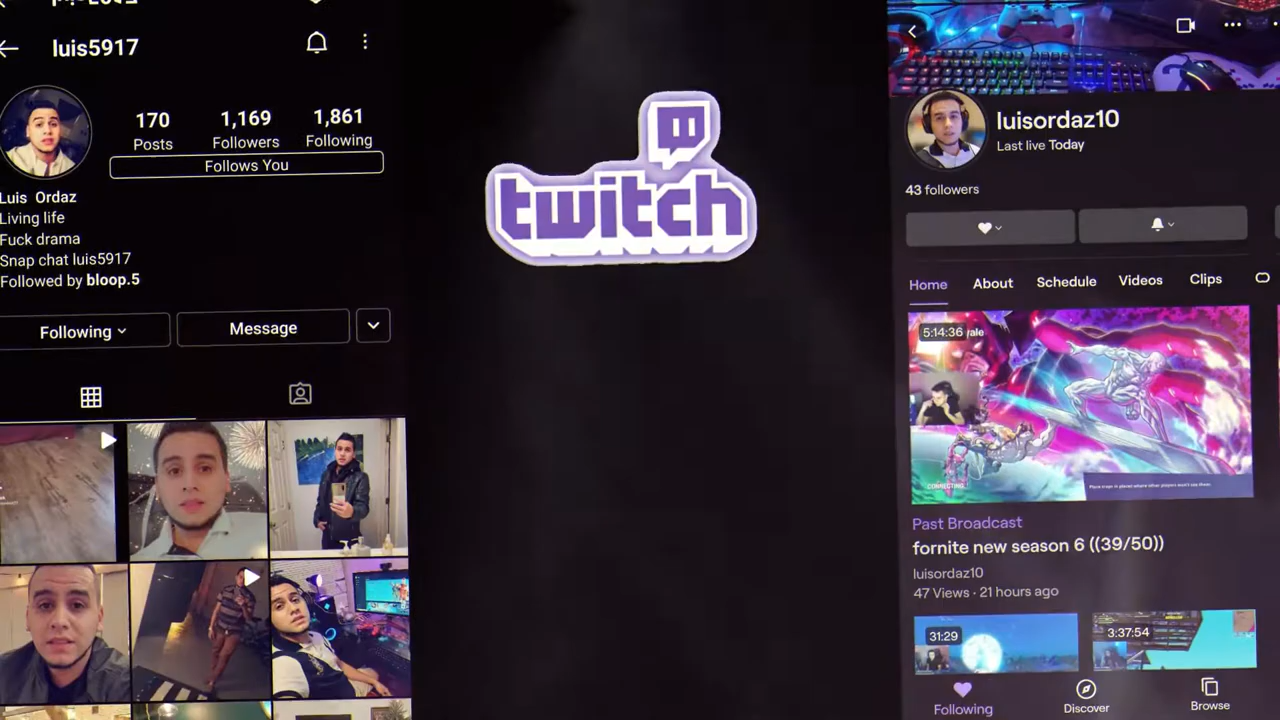 luis5917
170
1,169
1,861
Posts
Followers
Following
Follows You
Luis Ordaz
Living life
Fuck drama
Snap chat luis5917
Followed by bloop.5
Following
Message
twitch
luisordaz10
Last live Today
43 followers
Home
About
Schedule
Videos
Clips
5:14:36
CONNECTING
Past Broadcast
fornite new season 6 ((39/50))
luisordaz10
47 Views · 21 hours ago
31:29
3:37:54
Following
Discover
Browse